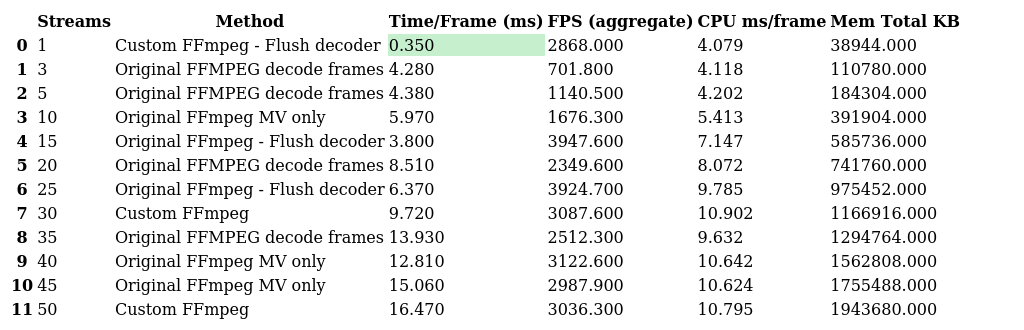 Streams Method Time/Frame (ms) FPS (aggregate) CPU ms/frame Mem Total KB
0 1 Custom FFmpeg - Flush decoder 0.350 2868.000 4.079 38944.000
1 3 Original FFMPEG decode frames 4.280 701.800 4.118 110780.000
2 5 Original FFMPEG decode frames 4.380 1140.500 4.202 184304.000
3 10 Original FFmpeg MV only 5.970 1676.300 5.413 391904.000
4 15 Original FFmpeg - Flush decoder 3.800 3947.600 7.147 585736.000
5 20 Original FFMPEG decode frames 8.510 2349.600 8.072 741760.000
6 25 Original FFmpeg - Flush decoder 6.370 3924.700 9.785 975452.000
7 30 Custom FFmpeg 9.720 3087.600 10.902 1166916.000
8 35 Original FFMPEG decode frames 13.930 2512.300 9.632 1294764.000
9 40 Original FFmpeg MV only 12.810 3122.600 10.642 1562808.000
10 45 Original FFmpeg MV only 15.060 2987.900 10.624 1755488.000
11 50 Custom FFmpeg 16.470 3036.300 10.795 1943680.000